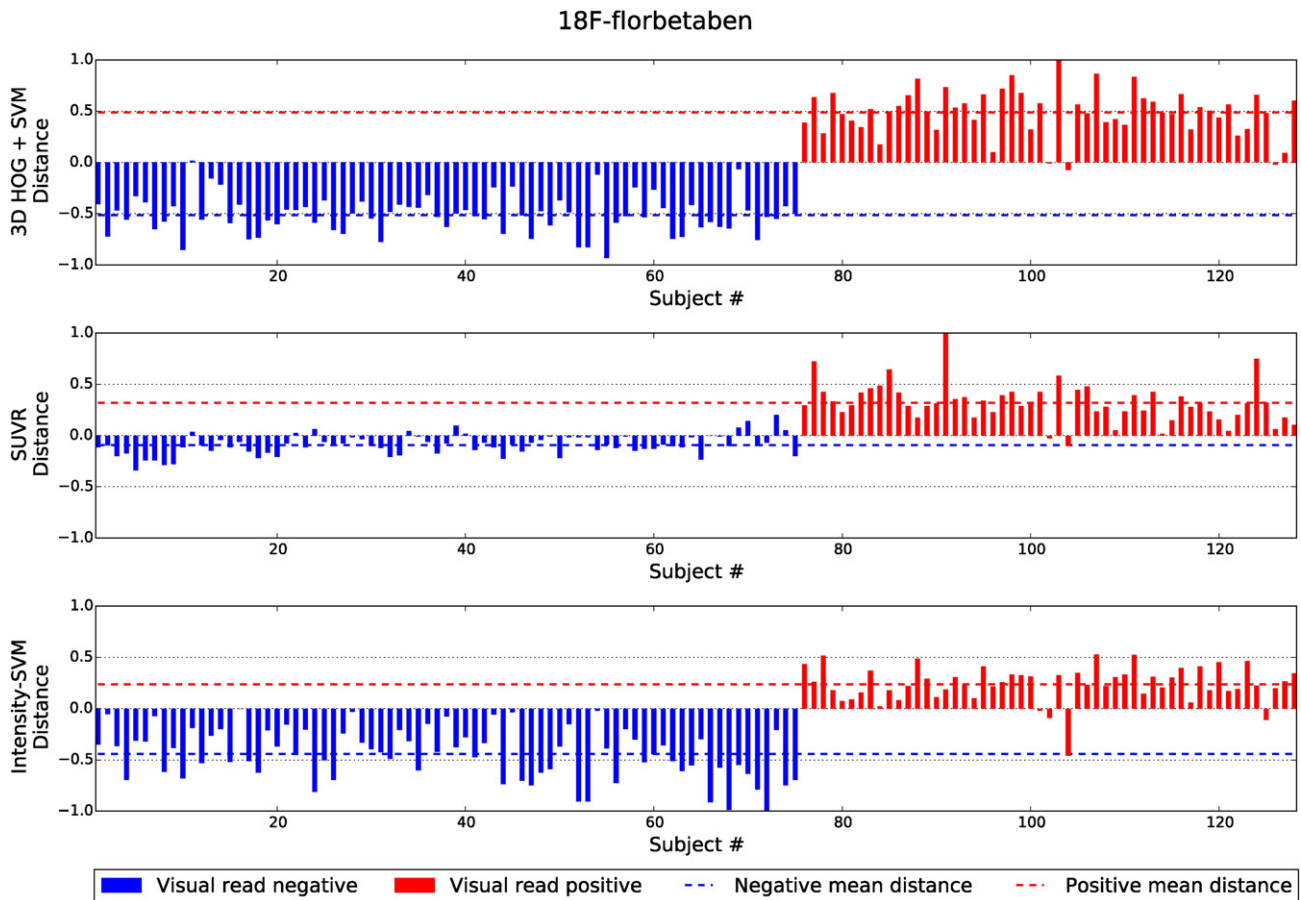 18F-florbetaben
3D HOG + SVM
Distance
1.0
0.5
0.0
−0.5
−1.0
20 40 60 80 100 120
Subject #
SUVR
Distance
1.0
0.5
0.0
−0.5
−1.0
20 40 60 80 100 120
Subject #
Intensity-SVM
Distance
1.0
0.5
0.0
−0.5
−1.0
20 40 60 80 100 120
Subject #
Visual read negative Visual read positive Negative mean distance Positive mean distance